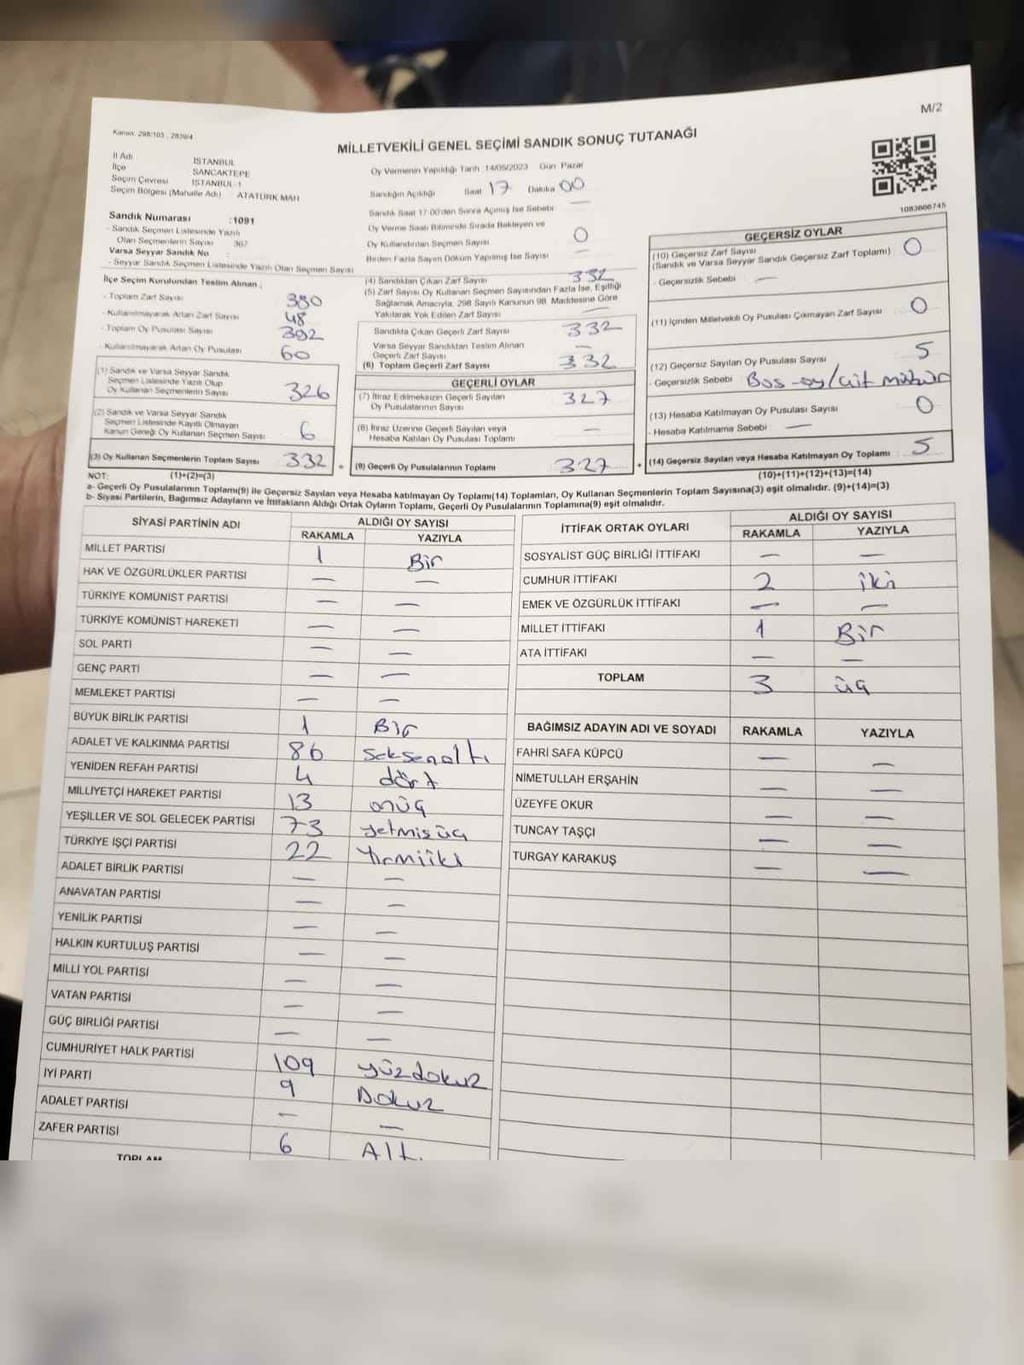 M/2
Kanun: 298/105 - 2839/4
MİLLETVEKİLİ GENEL SEÇİMİ SANDIK SONUÇ TUTANAĞI
İl Adı İSTANBUL
İlçe SANCAKTEPE
Seçim Çevresi İSTANBUL-1
Seçim Bölgesi (Mahalle Adı) : ATATÜRK MAH
Oy Vermenin Yapıldığı Tarih 14/05/2023 Gün Pazar
Sandığın Açıldığı Saat 17 Dakika 00
Sandık Saat 17:00'den Sonra Açılmış İse Sebebi —
Oy Verme Saati Bitiminde Sırada Bekleyen ve
Oy Kullandırılan Seçmen Sayısı 0
Birden Fazla Sayım Döküm Yapılmış İse Sayısı —
1083666745
Sandık Numarası :1091
- Sandık Seçmen Listesinde Yazılı
Olan Seçmenlerin Sayısı 367
Varsa Seyyar Sandık No :
- Seyyar Sandık Seçmen Listesinde Yazılı Olan Seçmen Sayısı
İlçe Seçim Kurulundan Teslim Alınan ;
- Toplam Zarf Sayısı 380
- Kullanılmayarak Artan Zarf Sayısı 48
- Toplam Oy Pusulası Sayısı 392
- Kullanılmayarak Artan Oy Pusulası 60
(1) Sandık ve Varsa Seyyar Sandık
Seçmen Listesinde Yazılı Olup
Oy Kullanan Seçmenlerin Sayısı 326
(2) Sandık ve Varsa Seyyar Sandık
Seçmen Listesinde Kayıtlı Olmayan
Kanun Gereği Oy Kullanan Seçmen Sayısı 6
(3) Oy Kullanan Seçmenlerin Toplam Sayısı 332
(4) Sandıktan Çıkan Zarf Sayısı 332
(5) Zarf Sayısı Oy Kullanan Seçmen Sayısından Fazla İse, Eşitliği
Sağlamak Amacıyla, 298 Sayılı Kanunun 98. Maddesine Göre
Yakılarak Yok Edilen Zarf Sayısı
Sandıkta Çıkan Geçerli Zarf Sayısı 332
Varsa Seyyar Sandıktan Teslim Alınan
Geçerli Zarf Sayısı —
(6) Toplam Geçerli Zarf Sayısı 332
GEÇERLİ OYLAR
(7) İtiraz Edilmeksizin Geçerli Sayılan
Oy Pusulalarının Sayısı 327
(8) İtiraz Üzerine Geçerli Sayılan veya
Hesaba Katılan Oy Pusulası Toplamı —
(9) Geçerli Oy Pusulalarının Toplamı 327
GEÇERSİZ OYLAR
(10) Geçersiz Zarf Sayısı
(Sandık ve Varsa Seyyar Sandık Geçersiz Zarf Toplamı) 0
- Geçersizlik Sebebi —
(11) İçinden Milletvekili Oy Pusulası Çıkmayan Zarf Sayısı 0
(12) Geçersiz Sayılan Oy Pusulası Sayısı 5
- Geçersizlik Sebebi Boş oy/Çift mühür
(13) Hesaba Katılmayan Oy Pusulası Sayısı 0
- Hesaba Katılmama Sebebi —
(14) Geçersiz Sayılan veya Hesaba Katılmayan Oy Pusulası Toplamı 5
NOT: (1)+(2)=(3) (10)+(11)+(12)+(13)=(14)
a- Geçerli Oy Pusulalarının Toplamı(9) ile Geçersiz Sayılan veya Hesaba katılmayan Oy Toplamı(14) Toplamları, Oy Kullanan Seçmenlerin Toplam Sayısına(3) eşit olmalıdır. (9)+(14)=(3)
b- Siyasi Partilerin, Bağımsız Adayların ve İttifakların Aldığı Ortak Oyların Toplamı, Geçerli Oy Pusulalarının Toplamına(9) eşit olmalıdır.
SİYASİ PARTİNİN ADI ALDIĞI OY SAYISI
RAKAMLA YAZIYLA
MİLLET PARTİSİ 1 Bir
HAK VE ÖZGÜRLÜKLER PARTİSİ — —
TÜRKİYE KOMÜNİST PARTİSİ — —
TÜRKİYE KOMÜNİST HAREKETİ — —
SOL PARTİ — —
GENÇ PARTİ — —
MEMLEKET PARTİSİ — —
BÜYÜK BİRLİK PARTİSİ 1 Bir
ADALET VE KALKINMA PARTİSİ 86 seksenaltı
YENİDEN REFAH PARTİSİ 4 dört
MİLLİYETÇİ HAREKET PARTİSİ 13 onüç
YEŞİLLER VE SOL GELECEK PARTİSİ 73 yetmişüç
TÜRKİYE İŞÇİ PARTİSİ 22 Yirmiiki
ADALET BİRLİK PARTİSİ — —
ANAVATAN PARTİSİ — —
YENİLİK PARTİSİ — —
HALKIN KURTULUŞ PARTİSİ — —
MİLLİ YOL PARTİSİ — —
VATAN PARTİSİ — —
GÜÇ BİRLİĞİ PARTİSİ — —
CUMHURİYET HALK PARTİSİ 109 yüzdokuz
İYİ PARTİ 9 Dokuz
ADALET PARTİSİ — —
ZAFER PARTİSİ 6 Altı
TOPLAM
İTTİFAK ORTAK OYLARI ALDIĞI OY SAYISI
RAKAMLA YAZIYLA
SOSYALİST GÜÇ BİRLİĞİ İTTİFAKI — —
CUMHUR İTTİFAKI 2 iki
EMEK VE ÖZGÜRLÜK İTTİFAKI — —
MİLLET İTTİFAKI 1 Bir
ATA İTTİFAKI — —
TOPLAM 3 üç
BAĞIMSIZ ADAYIN ADI VE SOYADI RAKAMLA YAZIYLA
FAHRİ SAFA KÜPCÜ — —
NİMETULLAH ERŞAHİN — —
ÜZEYFE OKUR — —
TUNCAY TAŞÇI — —
TURGAY KARAKUŞ — —